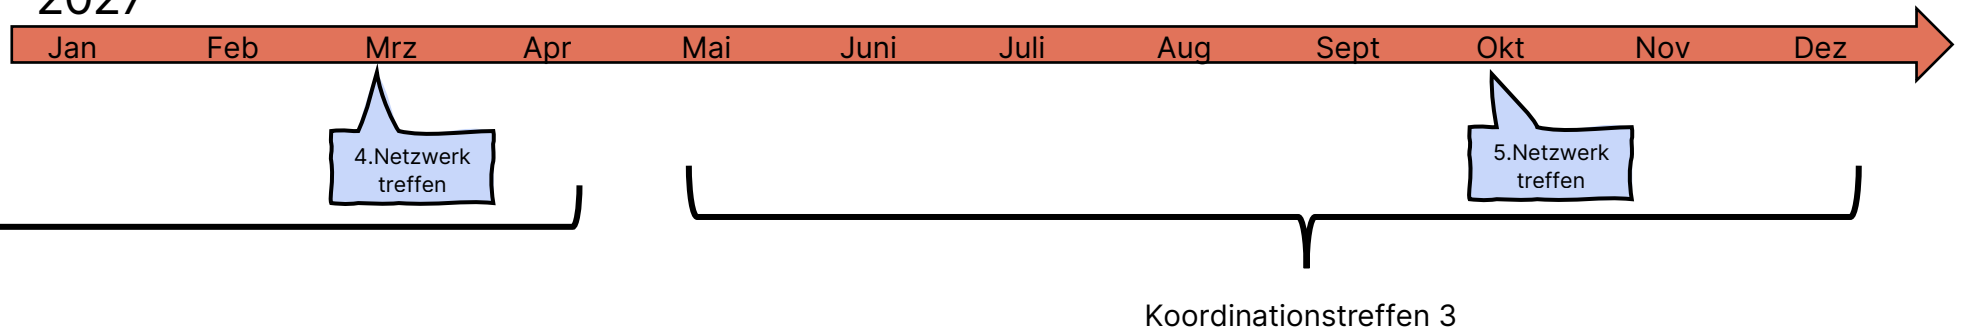 2027
Jan Feb Mrz Apr Mai Juni Juli Aug Sept Okt Nov Dez
4.Netzwerk
treffen
5.Netzwerk
treffen
Koordinationstreffen 3